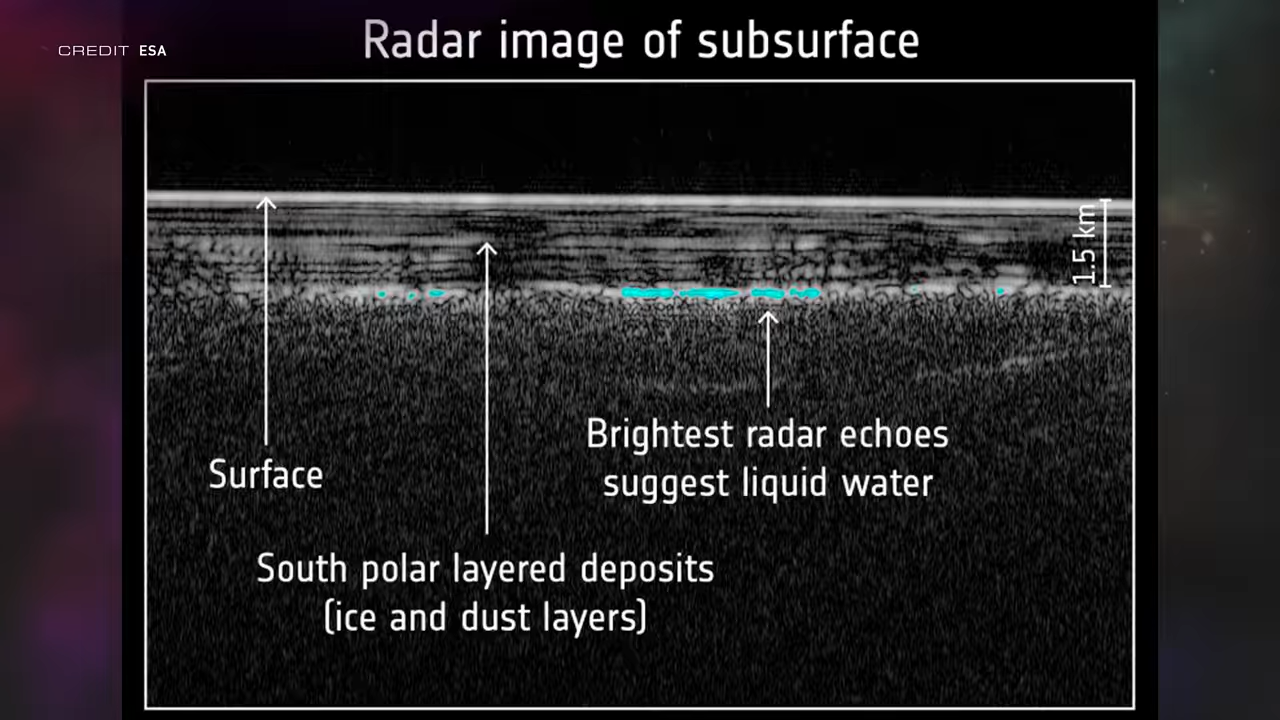 CREDIT ESA
Radar image of subsurface
1.5 km
Brightest radar echoes
suggest liquid water
Surface
South polar layered deposits
(ice and dust layers)